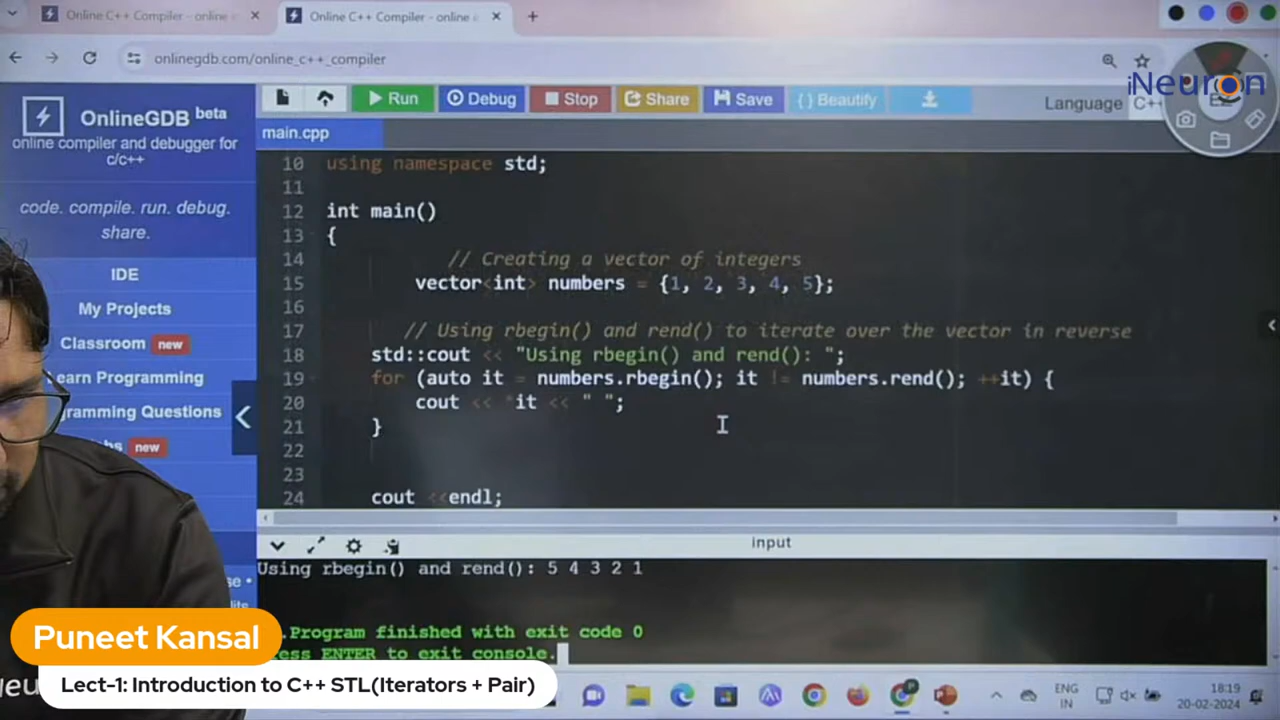 Online C++ Compiler - online
Online C++ Compiler - online
onlinegdb.com/online_c++_compiler
iNeuron
OnlineGDB beta
online compiler and debugger for
c/c++
code. compile. run. debug.
share.
IDE
My Projects
Classroom new
earn Programming
gramming Questions
new
Run
Debug
Stop
Share
Save
{ } Beautify
Language C++
main.cpp
10 using namespace std;
11
12 int main()
13 {
14 // Creating a vector of integers
15 vector<int> numbers = {1, 2, 3, 4, 5};
16
17 // Using rbegin() and rend() to iterate over the vector in reverse
18 std::cout << "Using rbegin() and rend(): ";
19 for (auto it = numbers.rbegin(); it != numbers.rend(); ++it) {
20 cout << *it << " ";
21 }
22
23
24 cout <<endl;
input
Using rbegin() and rend(): 5 4 3 2 1
.Program finished with exit code 0
ess ENTER to exit console.
Puneet Kansal
Lect-1: Introduction to C++ STL(Iterators + Pair)
ENG
IN
18:19
20-02-2024